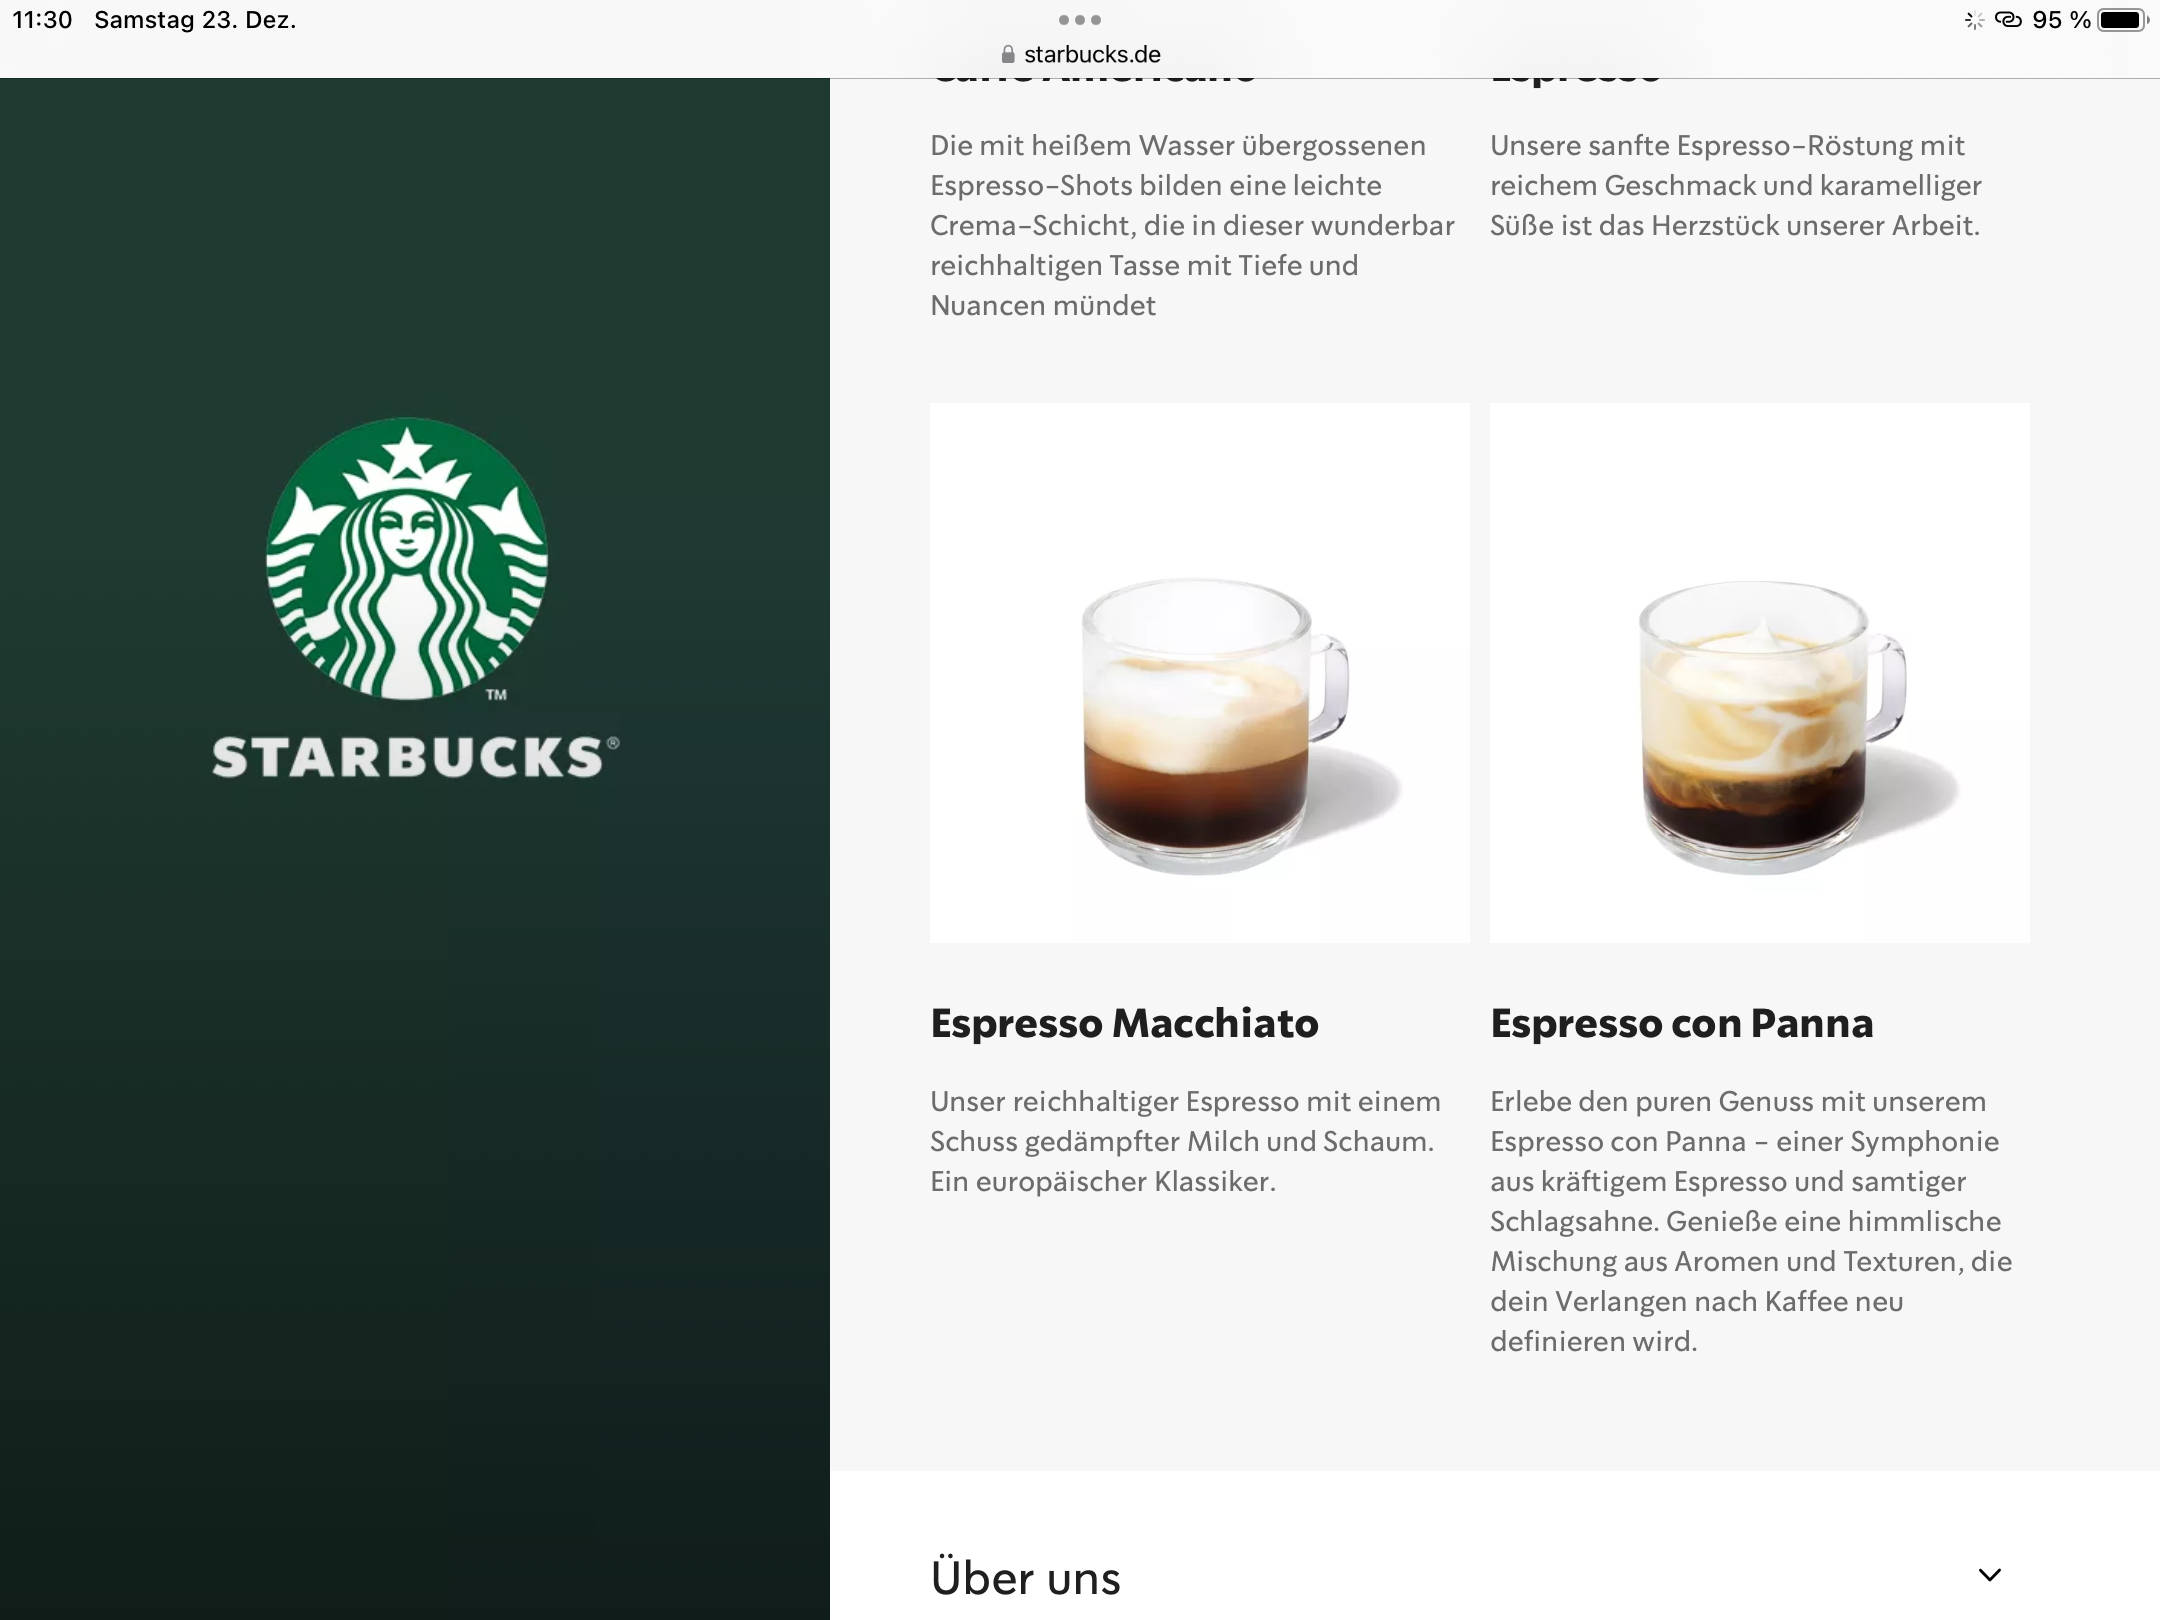 11:30 Samstag 23. Dez.
95 %
starbucks.de
Caffè Americano
Espresso
Die mit heißem Wasser übergossenen
Espresso-Shots bilden eine leichte
Crema-Schicht, die in dieser wunderbar
reichhaltigen Tasse mit Tiefe und
Nuancen mündet
Unsere sanfte Espresso-Röstung mit
reichem Geschmack und karamelliger
Süße ist das Herzstück unserer Arbeit.
TM
STARBUCKS®
Espresso Macchiato
Unser reichhaltiger Espresso mit einem
Schuss gedämpfter Milch und Schaum.
Ein europäischer Klassiker.
Espresso con Panna
Erlebe den puren Genuss mit unserem
Espresso con Panna – einer Symphonie
aus kräftigem Espresso und samtiger
Schlagsahne. Genieße eine himmlische
Mischung aus Aromen und Texturen, die
dein Verlangen nach Kaffee neu
definieren wird.
Über uns